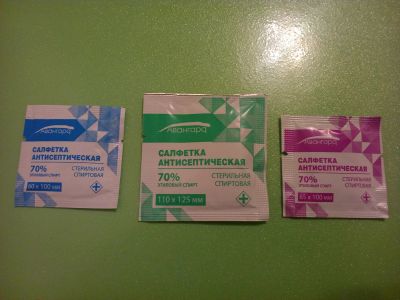 Авангард
САЛФЕТКА
АНТИСЕПТИЧЕСКАЯ
70%
ЭТИЛОВЫЙ СПИРТ
СТЕРИЛЬНАЯ
СПИРТОВАЯ
60 x 100 мм
Авангард
САЛФЕТКА
АНТИСЕПТИЧЕСКАЯ
70%
ЭТИЛОВЫЙ СПИРТ
СТЕРИЛЬНАЯ
СПИРТОВАЯ
110 x 125 мм
Авангард
САЛФЕТКА
АНТИСЕПТИЧЕСКАЯ
70%
ЭТИЛОВЫЙ СПИРТ
СТЕРИЛЬНАЯ
СПИРТОВАЯ
65 x 100 мм